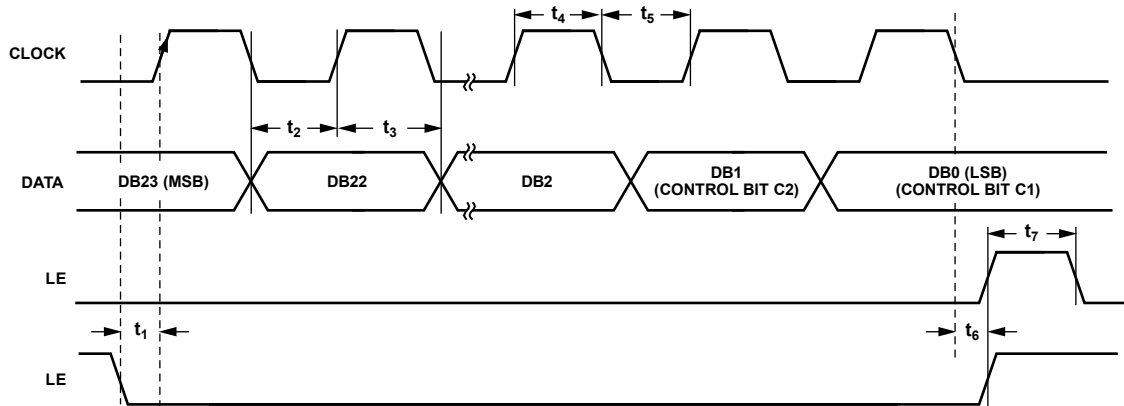 t4
t5
CLOCK
t2
t3
DATA
DB23 (MSB)
DB22
DB2
DB1
(CONTROL BIT C2)
DB0 (LSB)
(CONTROL BIT C1)
t7
LE
t1
t6
LE